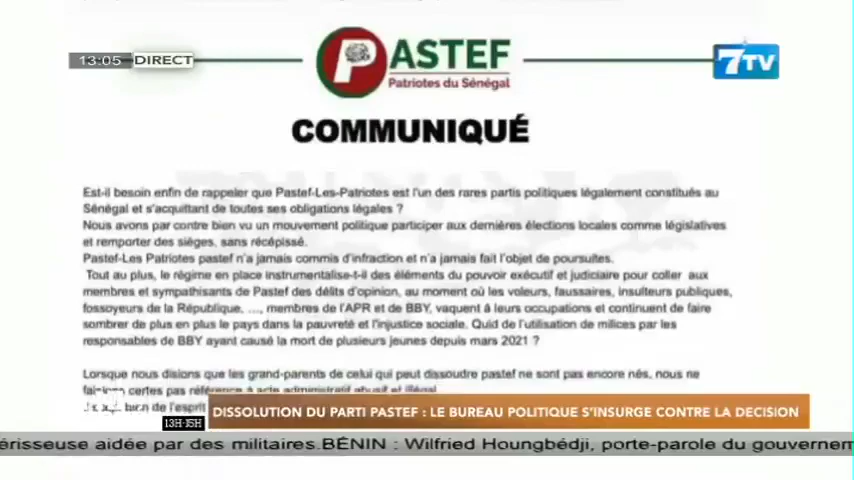 13:05 DIRECT
PASTEF
Patriotes du Sénégal
7TV
COMMUNIQUÉ
Est-il besoin enfin de rappeler que Pastef-Les-Patriotes est l'un des rares partis politiques légalement constitués au
Sénégal et s'acquittant de toutes ses obligations légales ?
Nous avons par contre bien vu un mouvement politique participer aux dernières élections locales comme législatives
et remporter des sièges, sans récépissé.
Pastef-Les Patriotes pastef n'a jamais commis d'infraction et n'a jamais fait l'objet de poursuites.
Tout au plus, le régime en place instrumentalise-t-il des éléments du pouvoir exécutif et judiciaire pour coller aux
membres et sympathisants de Pastef des délits d'opinion, au moment où les voleurs, faussaires, insulteurs publiques,
fossoyeurs de la République, ..., membres de l'APR et de BBY, vaquent à leurs occupations et continuent de faire
sombrer de plus en plus le pays dans la pauvreté et l'injustice sociale. Quid de l'utilisation de milices par les
responsables de BBY ayant causé la mort de plusieurs jeunes depuis mars 2021 ?
Lorsque nous disions que les grand-parents de celui qui peut dissoudre pastef ne sont pas encore nés, nous ne
certes pas référence à acte administratif abusif et illégal
bien de l'esprit
DISSOLUTION DU PARTI PASTEF : LE BUREAU POLITIQUE S'INSURGE CONTRE LA DECISION
13H-15H
érisseuse aidée par des militaires.BÉNIN : Wilfried Houngbédji, porte-parole du gouvernem